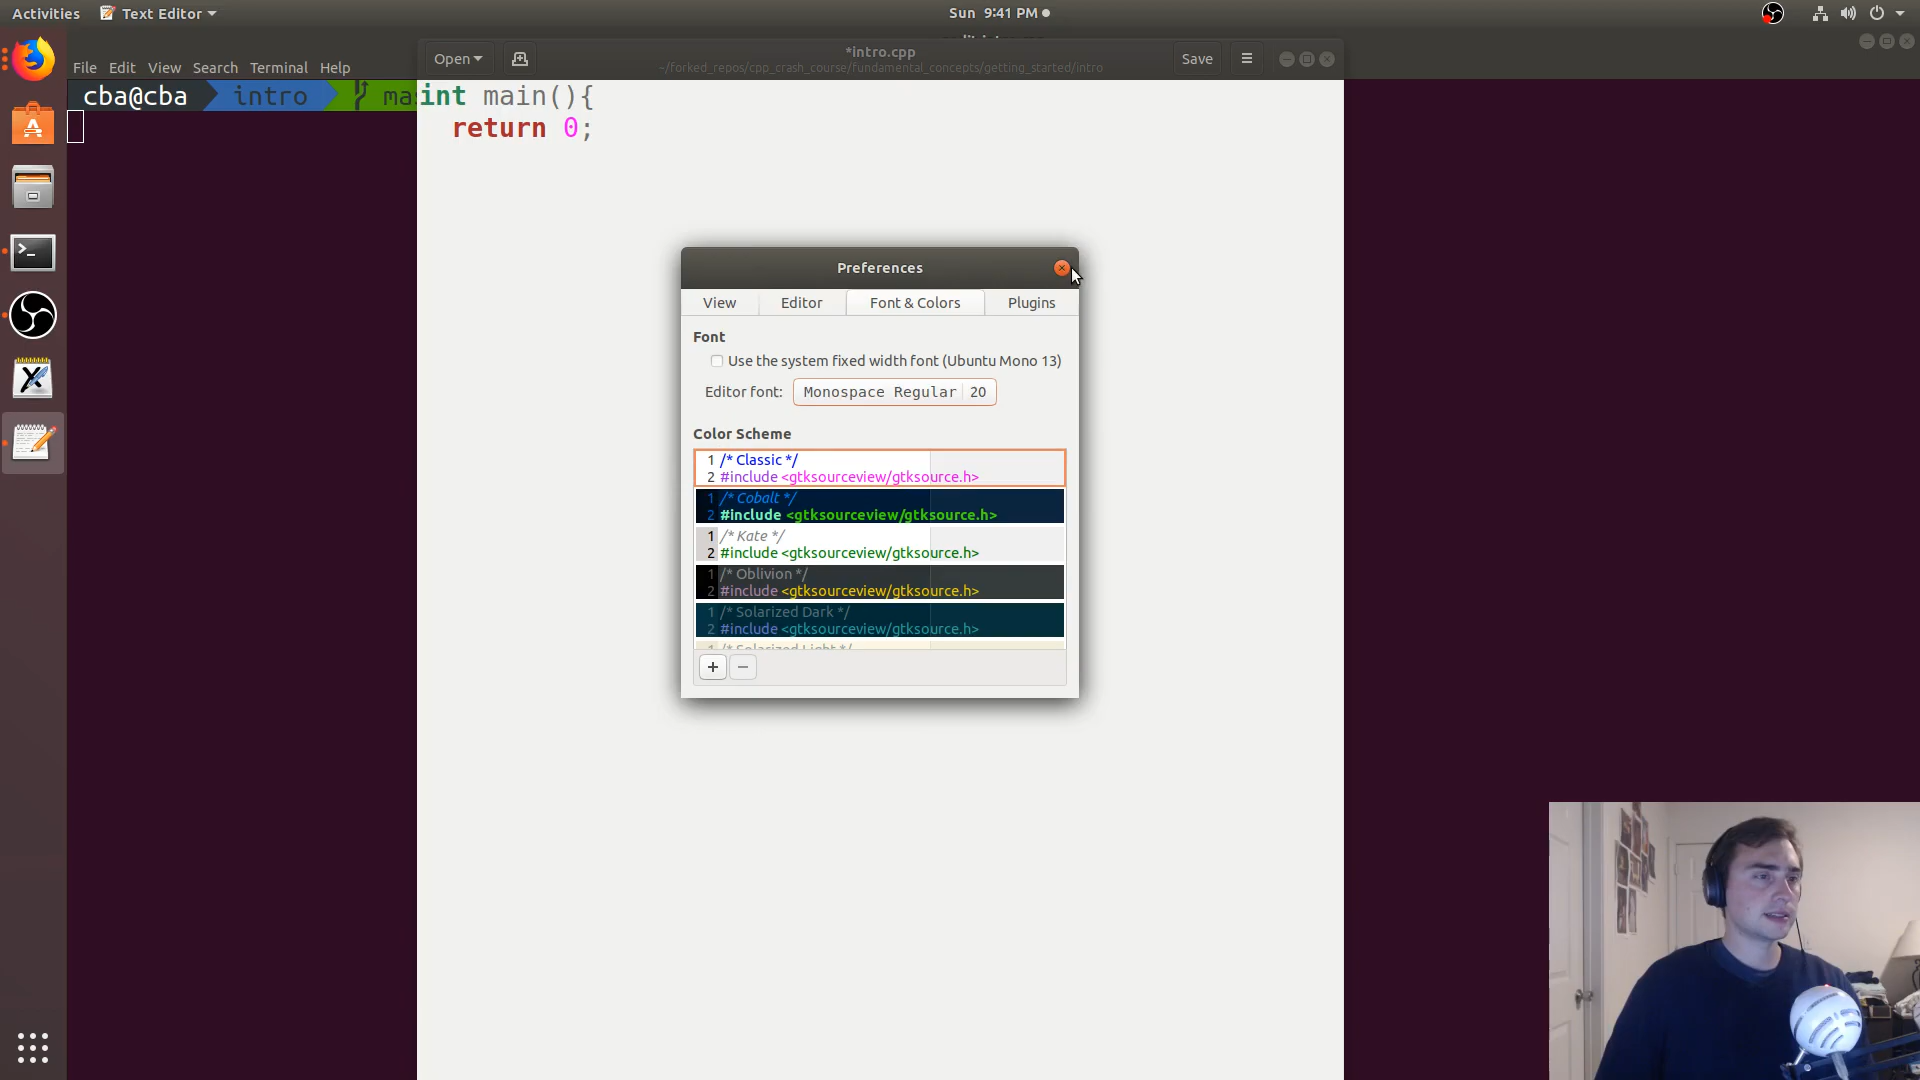 Activities
Text Editor
Sun 9:41 PM
Open
*intro.cpp
~/forked_repos/cpp_crash_course/fundamental_concepts/getting_started/intro
Save
File Edit View Search Terminal Help
cba@cba intro ma
int main(){
return 0;
Preferences
View Editor Font & Colors Plugins
Font
Use the system fixed width font (Ubuntu Mono 13)
Editor font: Monospace Regular 20
Color Scheme
1 /* Classic */
2 #include <gtksourceview/gtksource.h>
1 /* Cobalt */
2 #include <gtksourceview/gtksource.h>
1 /* Kate */
2 #include <gtksourceview/gtksource.h>
1 /* Oblivion */
2 #include <gtksourceview/gtksource.h>
1 /* Solarized Dark */
2 #include <gtksourceview/gtksource.h>
1 /* Solarized Light */